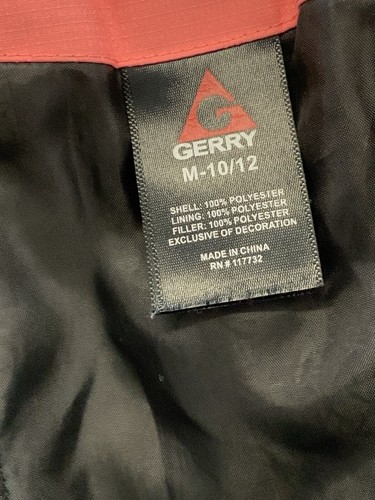 G
GERRY
M-10/12
SHELL: 100% POLYESTER
LINING: 100% POLYESTER
FILLER: 100% POLYESTER
EXCLUSIVE OF DECORATION
MADE IN CHINA
RN # 117732